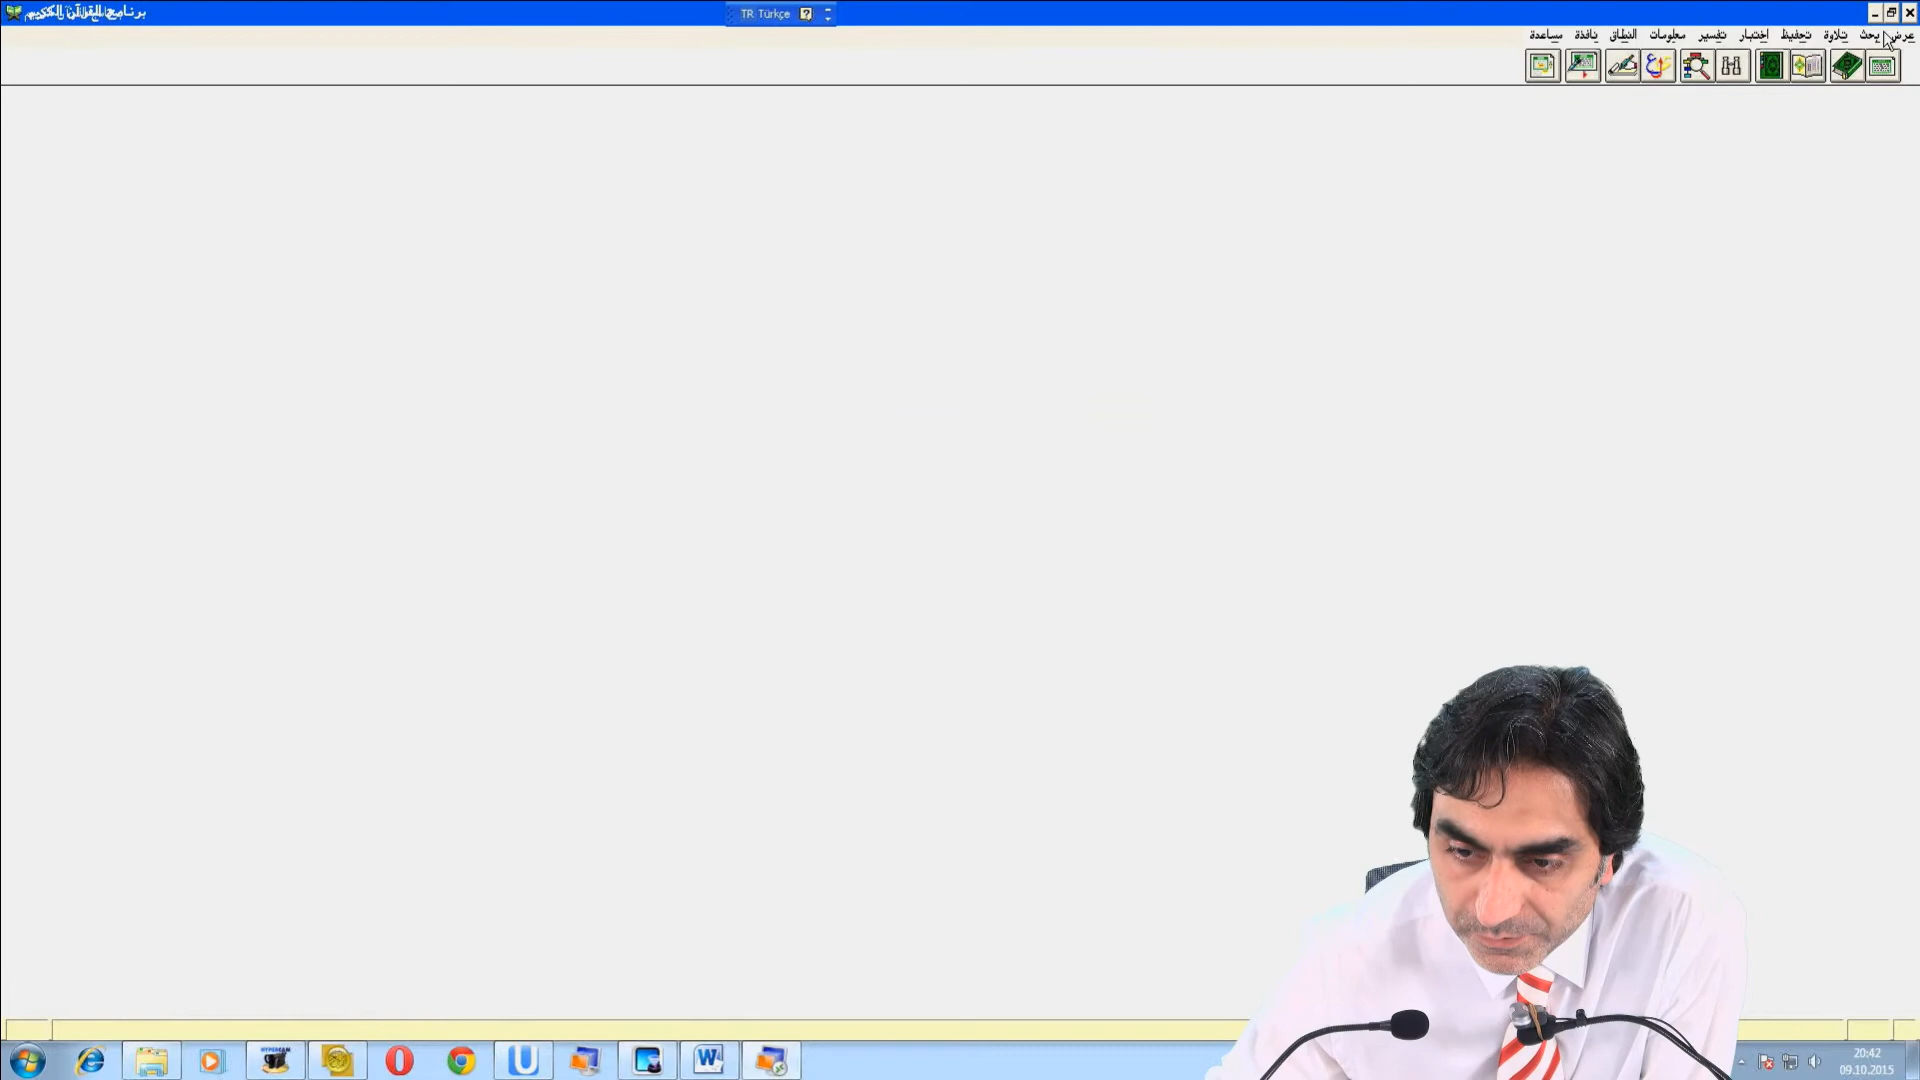 برنامج القرآن الكريم
TR Türkçe
عرض بحث تلاوة تحفيظ اختبار تفسير معلومات النطاق نافذة مساعدة
20:42
09.10.2015